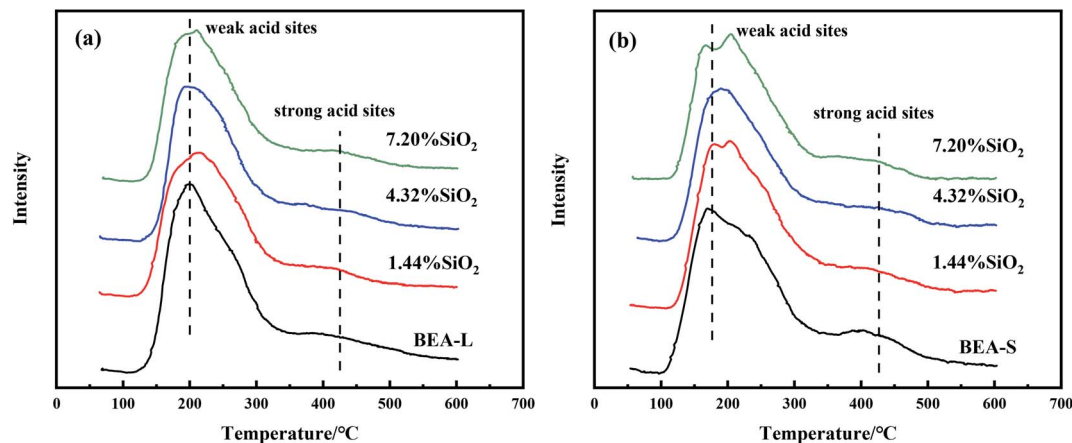 (a)
weak acid sites
strong acid sites
7.20%SiO₂
4.32%SiO₂
1.44%SiO₂
BEA-L
Intensity
0 100 200 300 400 500 600 700
Temperature/°C
(b)
weak acid sites
strong acid sites
7.20%SiO₂
4.32%SiO₂
1.44%SiO₂
BEA-S
Intensity
0 100 200 300 400 500 600 700
Temperature/°C